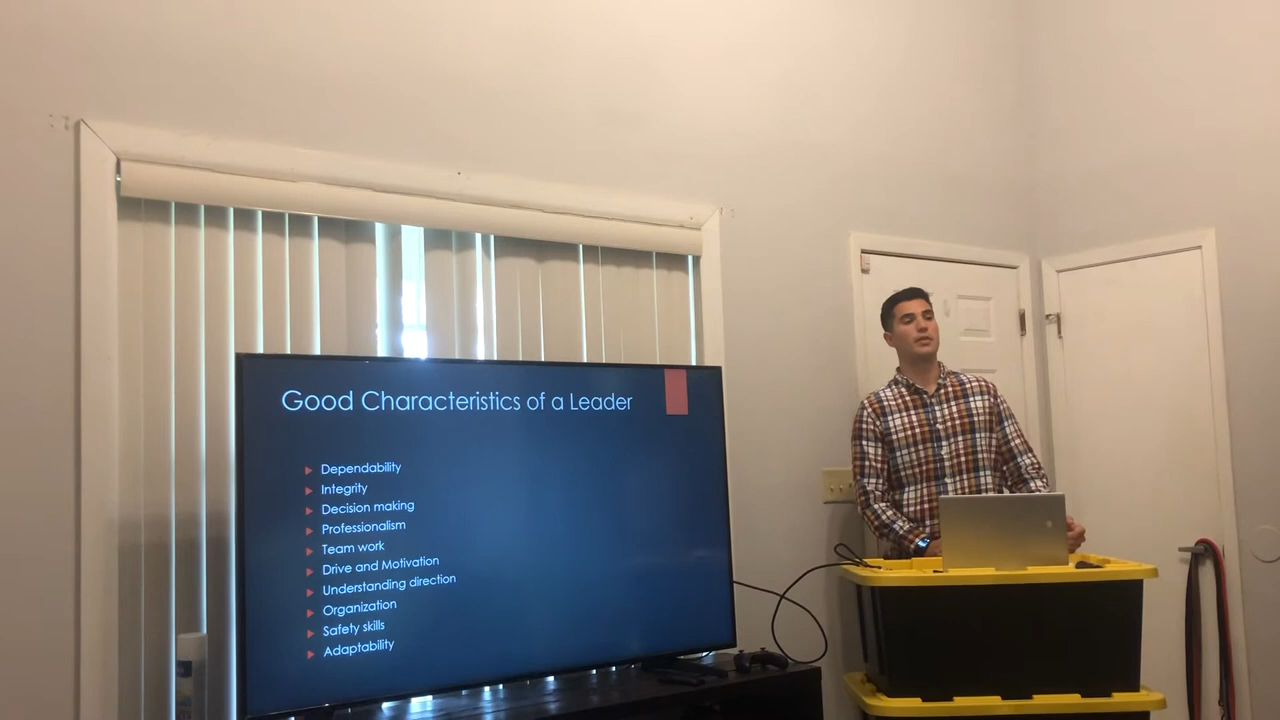 Good Characteristics of a Leader
Dependability
Integrity
Decision making
Professionalism
Team work
Drive and Motivation
Understanding direction
Organization
Safety skills
Adaptability